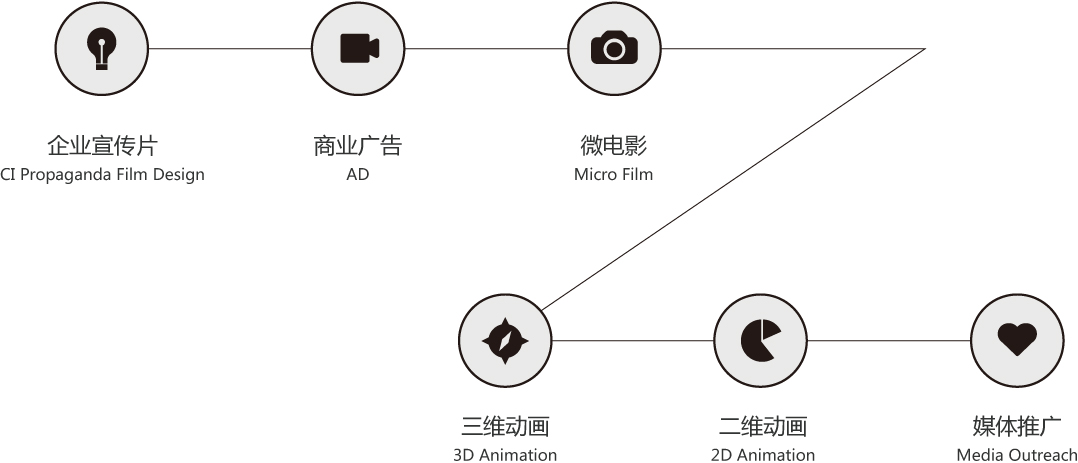 企业宣传片
CI Propaganda Film Design
商业广告
AD
微电影
Micro Film
三维动画
3D Animation
二维动画
2D Animation
媒体推广
Media Outreach